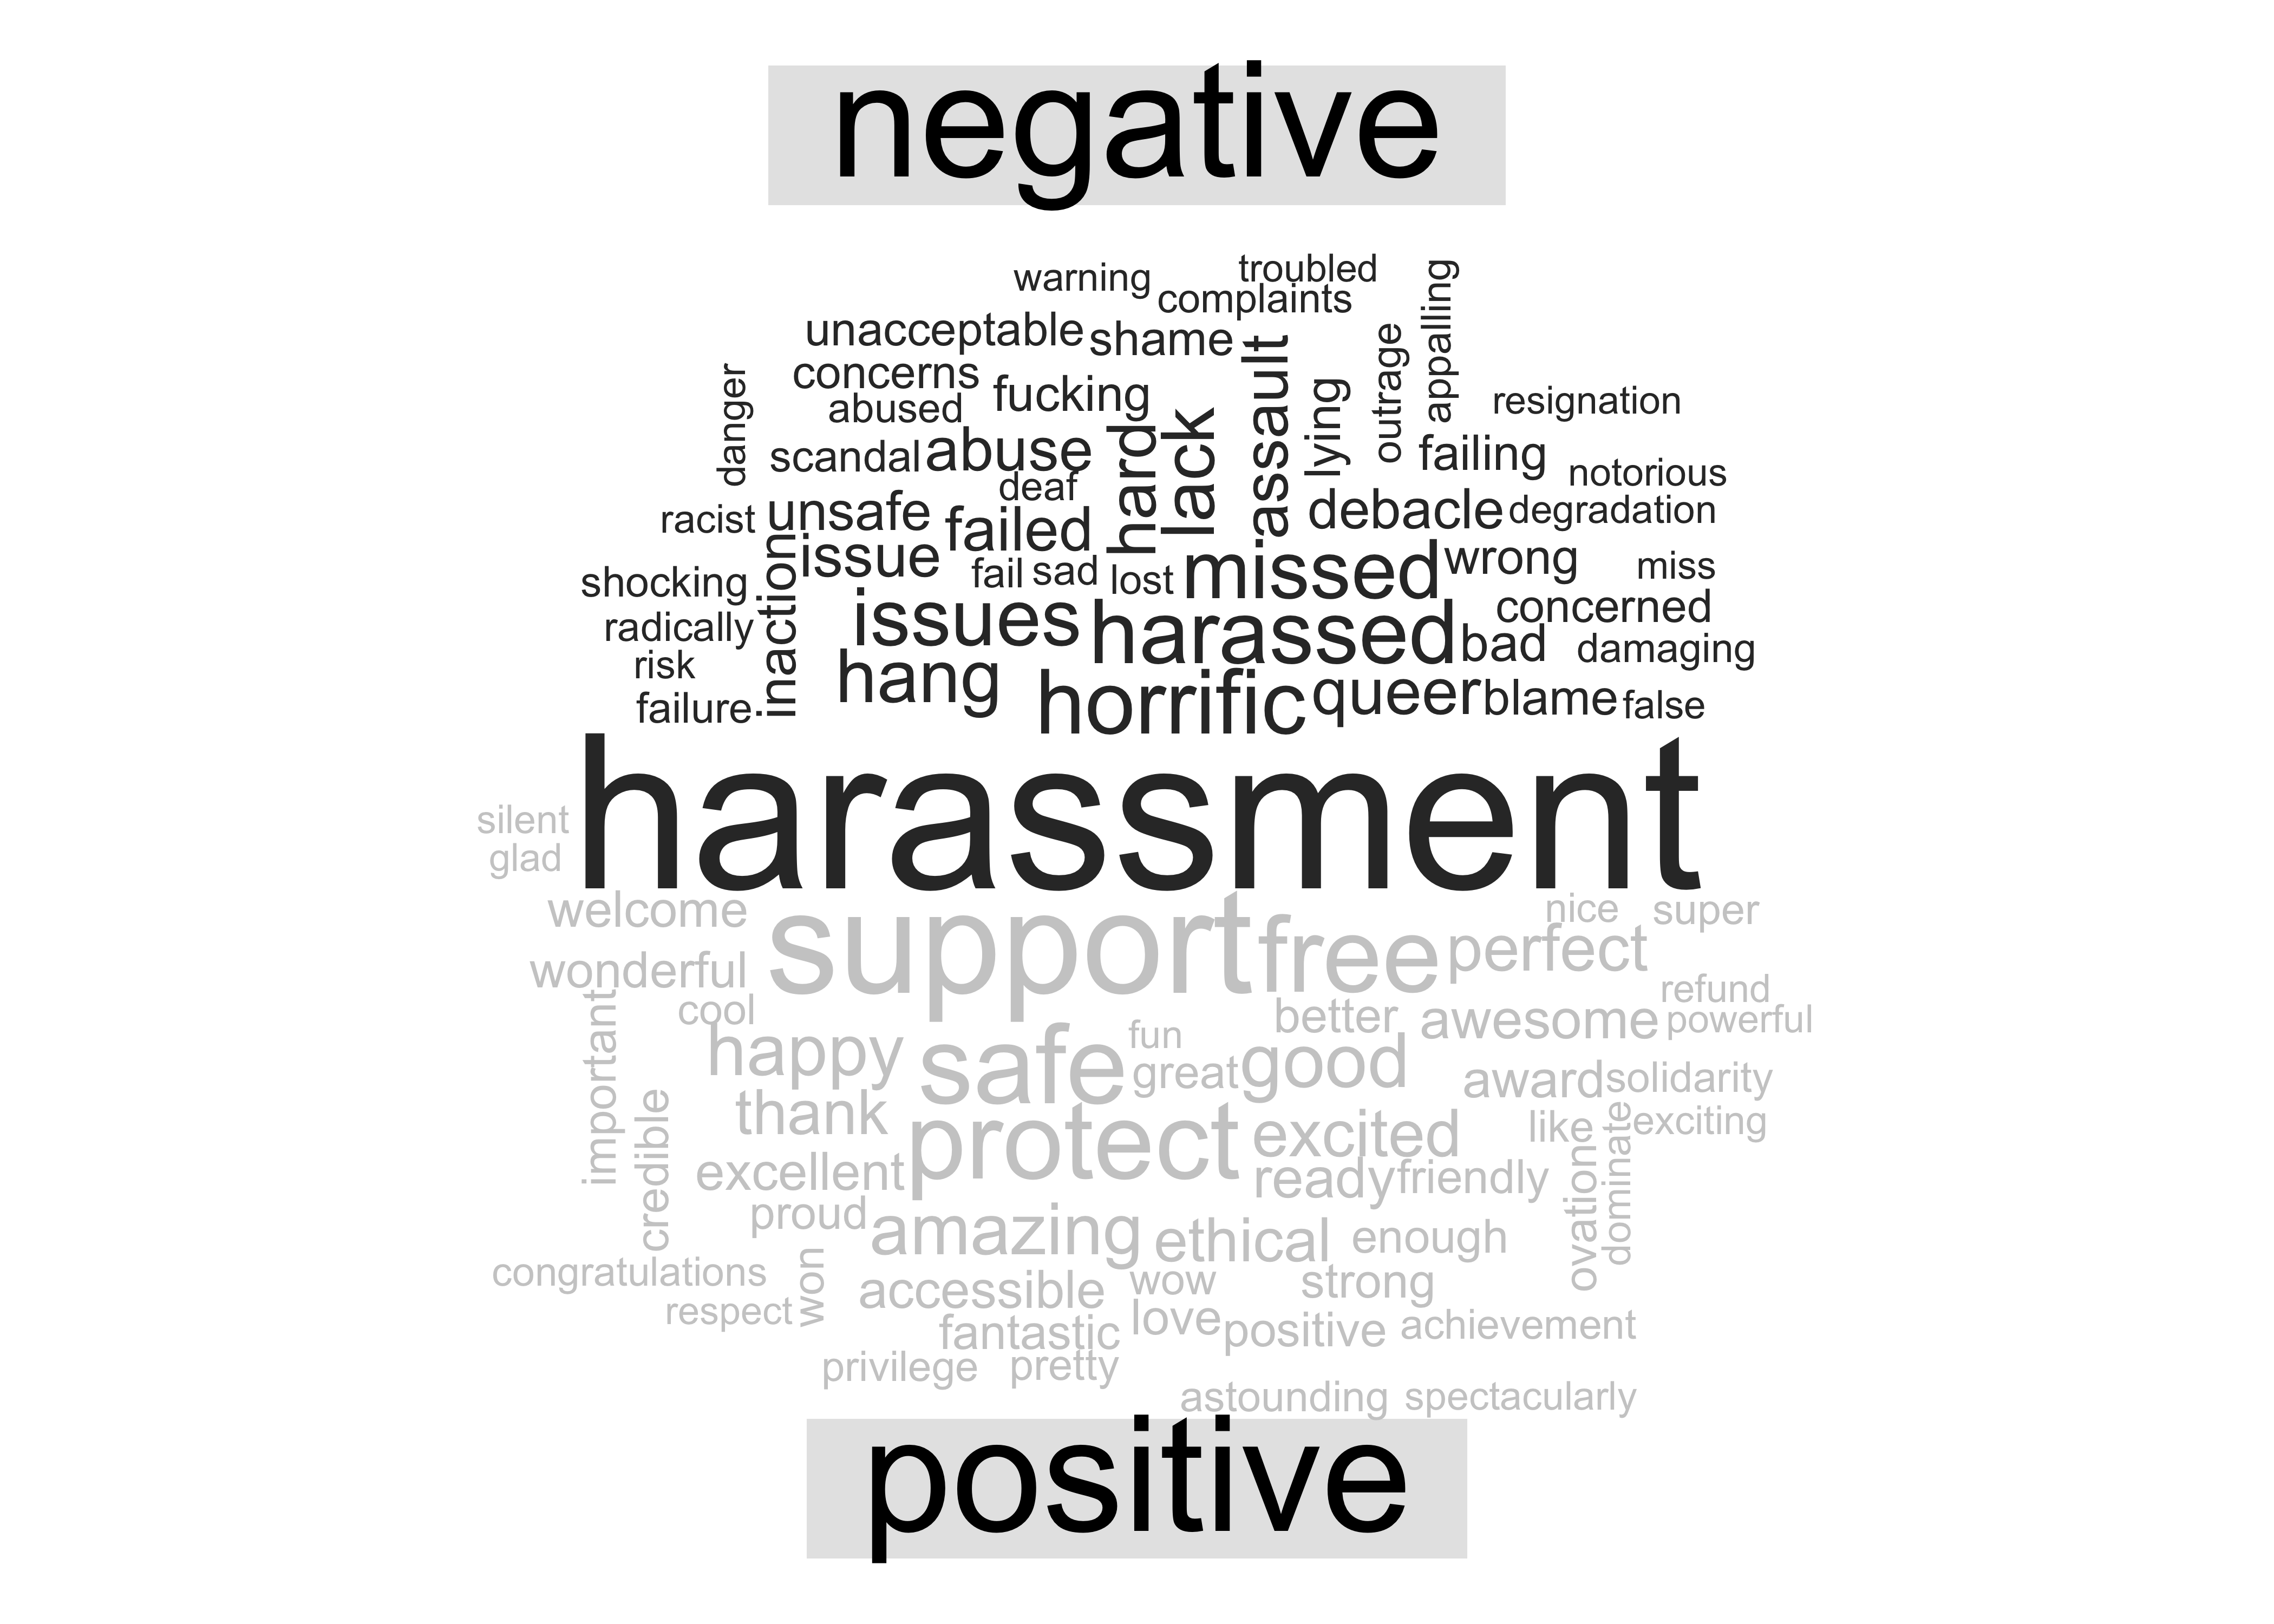 negative
troubled
warning
complaints
appalling
unacceptable
shame
assault
outrage
concerns
danger
fucking
lying
resignation
abused
hard
lack
scandal
abuse
failing
deaf
notorious
racist
unsafe
failed
debacle
degradation
inaction
issue
missed
wrong
shocking
fail
sad
lost
miss
radically
issues
harassed
concerned
bad
damaging
risk
hang
horrific
queer
blame
false
failure
harassment
silent
glad
welcome
support
free
perfect
nice
super
wonderful
refund
important
cool
better
awesome
powerful
happy
safe
fun
great
good
award
solidarity
credible
thank
protect
excited
like
dominate
exciting
excellent
ready
friendly
ovation
proud
amazing
ethical
enough
congratulations
won
accessible
wow
strong
respect
fantastic
love
positive
achievement
privilege
pretty
astounding
spectacularly
positive